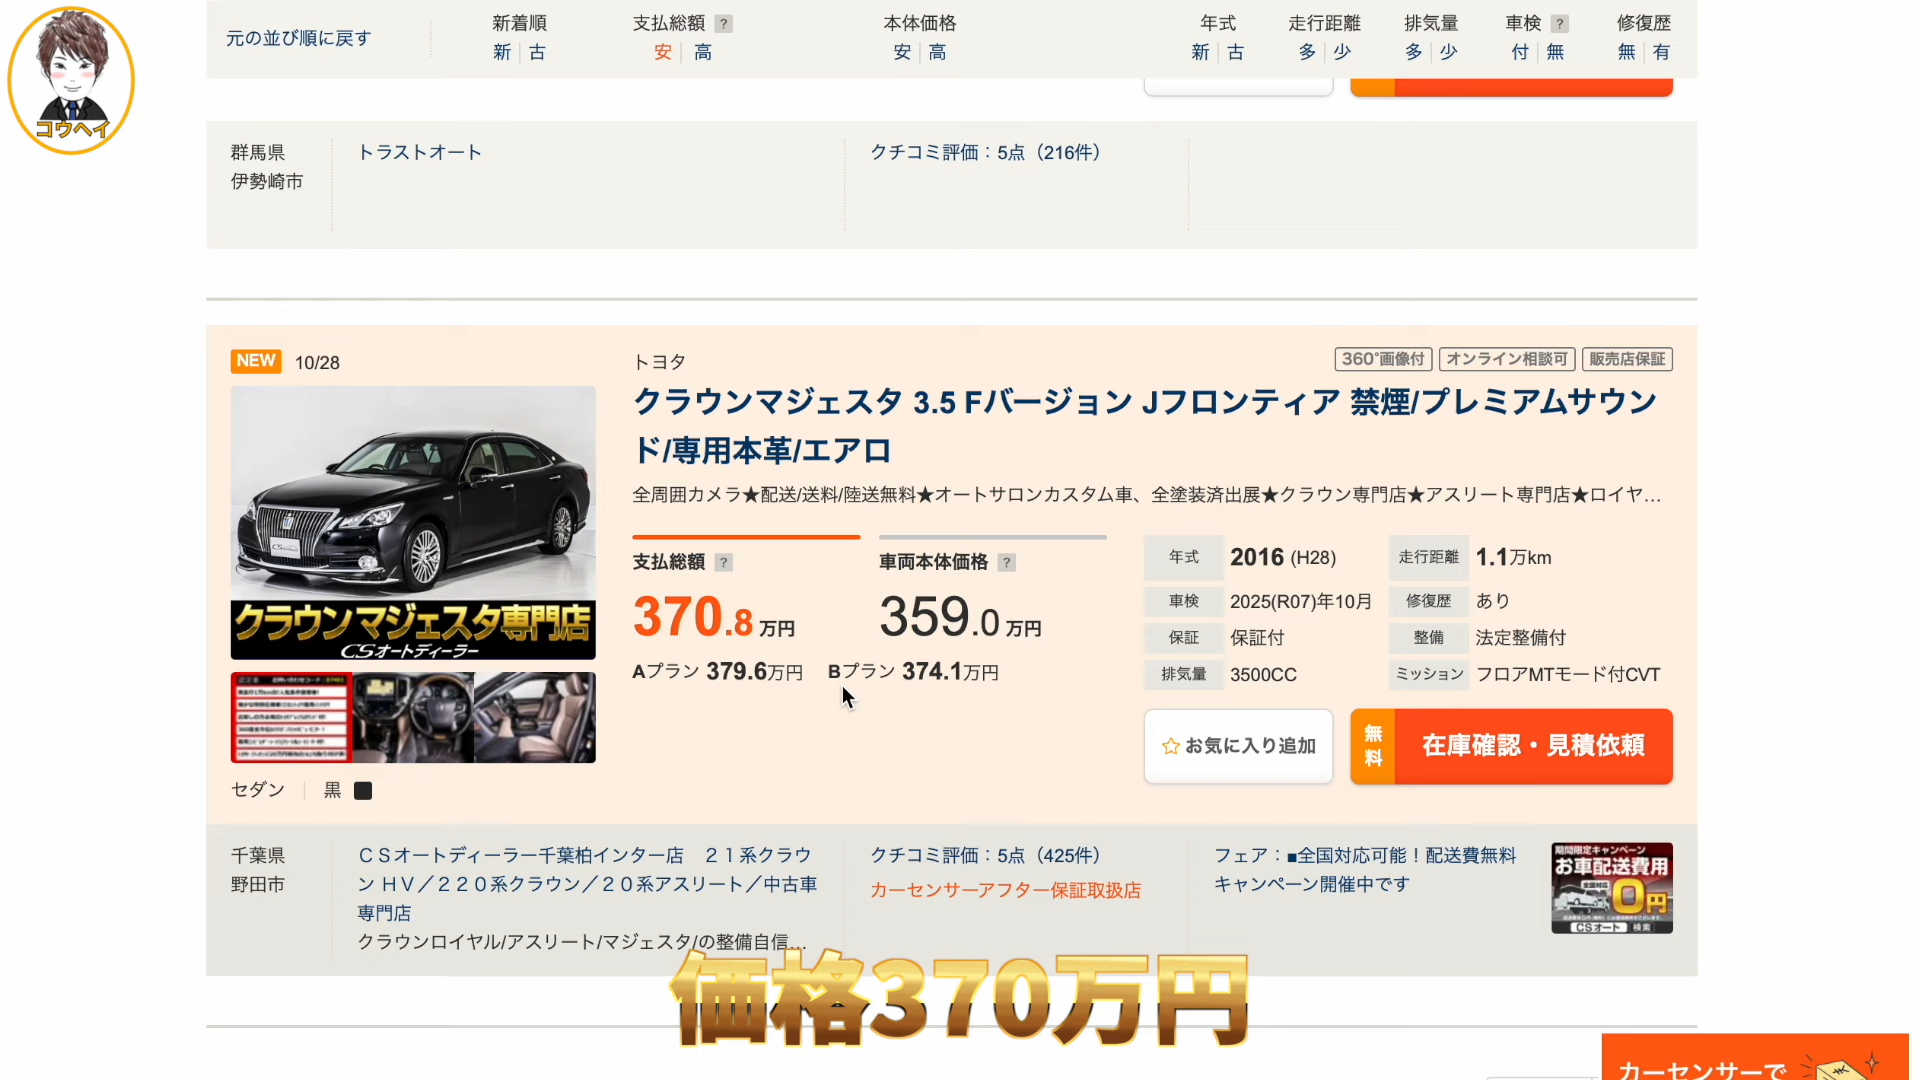 コウヘイ
元の並び順に戻す
新着順
新 古
支払総額 ?
安 高
本体価格
安 高
年式
新 古
走行距離
多 少
排気量
多 少
車検 ?
付 無
修復歴
無 有
群馬県
伊勢崎市
トラストオート
クチコミ評価：5点（216件）
NEW 10/28
トヨタ
360°画像付 オンライン相談可 販売店保証
クラウンマジェスタ 3.5 Fバージョン Jフロンティア 禁煙/プレミアムサウン
ド/専用本革/エアロ
全周囲カメラ★配送/送料/陸送無料★オートサロンカスタム車、全塗装済出展★クラウン専門店★アスリート専門店★ロイヤ...
クラウンマジェスタ専門店
CSオートディーラー
支払総額 ?
370.8万円
車両本体価格 ?
359.0万円
Aプラン 379.6万円 Bプラン 374.1万円
年式 2016 (H28) 走行距離 1.1万km
車検 2025(R07)年10月 修復歴 あり
保証 保証付 整備 法定整備付
排気量 3500CC ミッション フロアMTモード付CVT
☆お気に入り追加
無料 在庫確認・見積依頼
セダン 黒
千葉県
野田市
ＣＳオートディーラー千葉柏インター店　２１系クラウ
ン ＨＶ／２２０系クラウン／２０系アスリート／中古車
専門店
クラウンロイヤル/アスリート/マジェスタ/の整備自信...
クチコミ評価：5点（425件）
カーセンサーアフター保証取扱店
フェア：■全国対応可能！配送費無料
キャンペーン開催中です
期間限定キャンペーン
お車配送費用
全国対応
0円
CSオート 検索
価格370万円
カーセンサーで